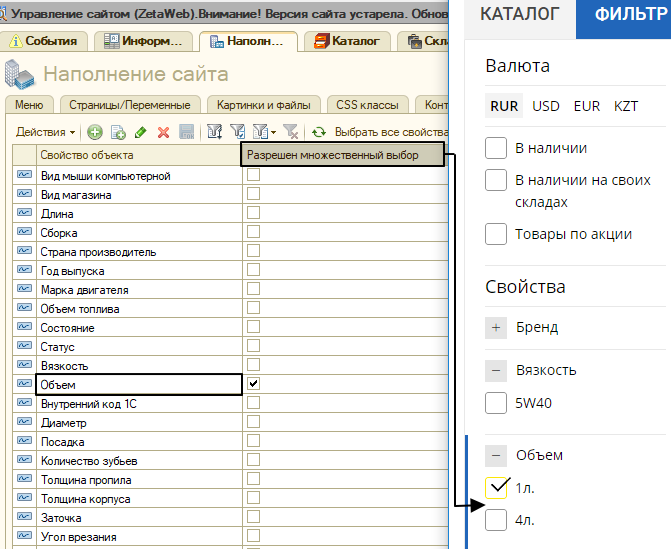 Управление сайтом (ZetaWeb).Внимание! Версия сайта устарела. Обнов
События
Информ...
Наполн...
Каталог
Скла
Наполнение сайта
Меню
Страницы/Переменные
Картинки и файлы
CSS классы
Конт
Действия
Выбрать все свойства
Свойство объекта
Разрешен множественный выбор
Вид мыши компьютерной
Вид магазина
Длина
Сборка
Страна производитель
Год выпуска
Марка двигателя
Объем топлива
Состояние
Статус
Вязкость
Объем
Внутренний код 1С
Диаметр
Посадка
Количество зубьев
Толщина пропила
Толщина корпуса
Заточка
Угол врезания
КАТАЛОГ
ФИЛЬТР
Валюта
RUR USD EUR KZT
В наличии
В наличии на своих
складах
Товары по акции
Свойства
+ Бренд
− Вязкость
5W40
− Объем
1л.
4л.